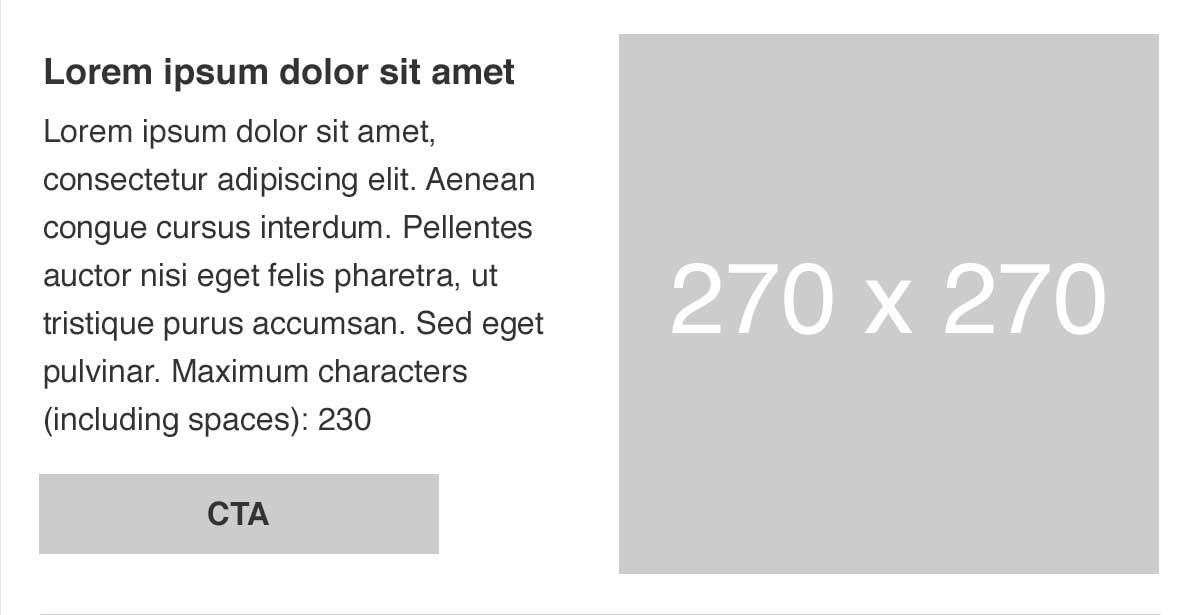 Lorem ipsum dolor sit amet
Lorem ipsum dolor sit amet,
consectetur adipiscing elit. Aenean
congue cursus interdum. Pellentes
auctor nisi eget felis pharetra, ut
tristique purus accumsan. Sed eget
pulvinar. Maximum characters
(including spaces): 230
CTA
270 x 270